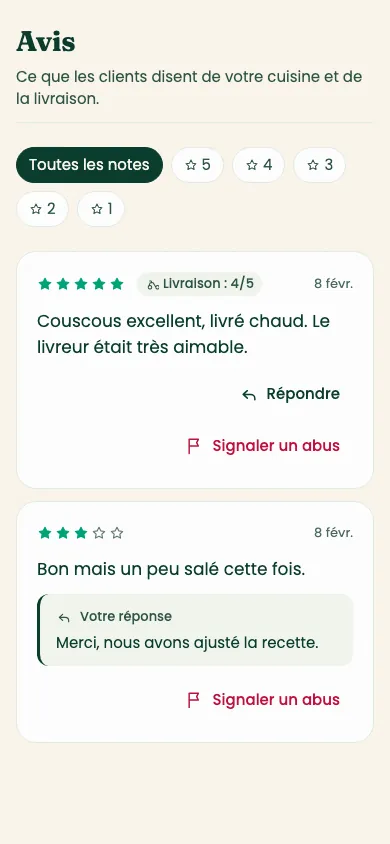 Avis
Ce que les clients disent de votre cuisine et de
la livraison.
Toutes les notes
5
4
3
2
1
Livraison : 4/5
8 févr.
Couscous excellent, livré chaud. Le
livreur était très aimable.
Répondre
Signaler un abus
8 févr.
Bon mais un peu salé cette fois.
Votre réponse
Merci, nous avons ajusté la recette.
Signaler un abus